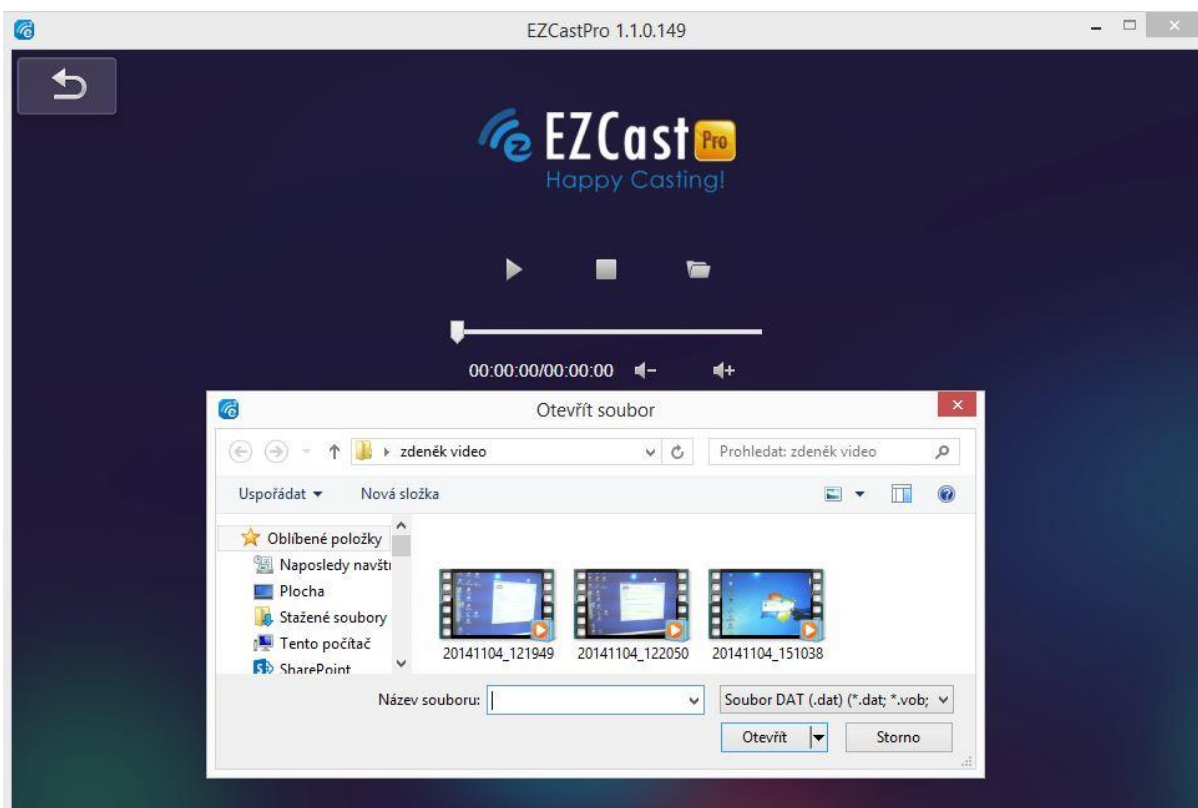 EZCastPro 1.1.0.149
EZCast Pro
Happy Casting!
00:00:00/00:00:00
Otevřít soubor
zdeněk video
Prohledat: zdeněk video
Uspořádat
Nová složka
Oblíbené položky
Naposledy navští
Plocha
Stažené soubory
Tento počítač
SharePoint
20141104_121949
20141104_122050
20141104_151038
Název souboru:
Soubor DAT (.dat) (*.dat; *.vob;
Otevřít
Storno